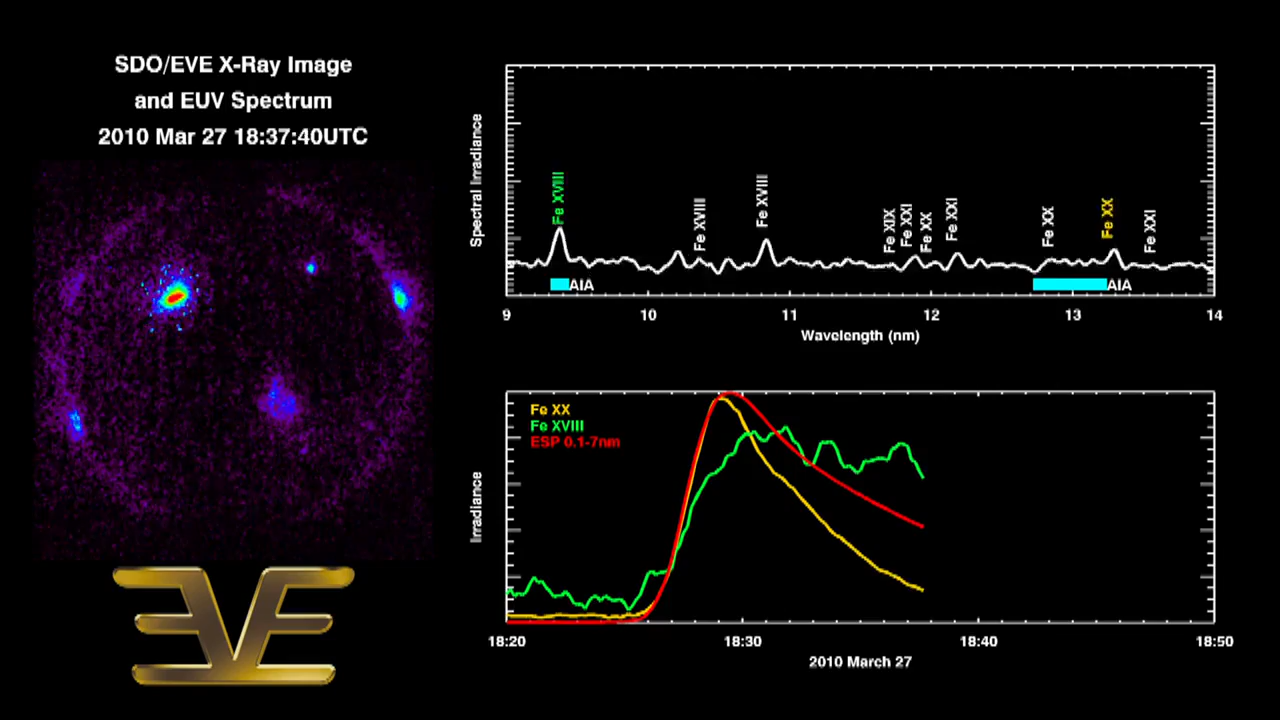 SDO/EVE X-Ray Image
and EUV Spectrum
2010 Mar 27 18:37:40UTC
EVE
Spectral Irradiance
Fe XVIII
Fe XVIII
Fe XVIII
Fe XIX
Fe XXI
Fe XX
Fe XXI
Fe XX
Fe XX
Fe XXI
AIA
AIA
9 10 11 12 13 14
Wavelength (nm)
Irradiance
Fe XX
Fe XVIII
ESP 0.1-7nm
18:20 18:30 18:40 18:50
2010 March 27